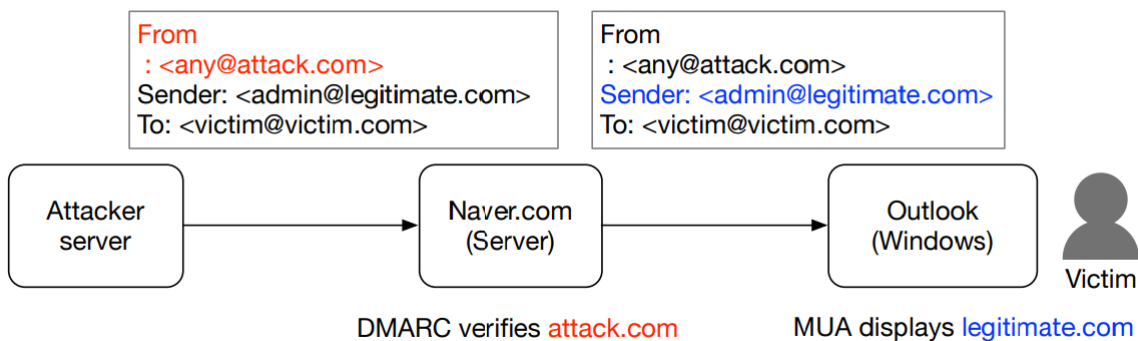 From
: <any@attack.com>
Sender: <admin@legitimate.com>
To: <victim@victim.com>
From
: <any@attack.com>
Sender: <admin@legitimate.com>
To: <victim@victim.com>
Attacker
server
Naver.com
(Server)
Outlook
(Windows)
Victim
DMARC verifies attack.com
MUA displays legitimate.com